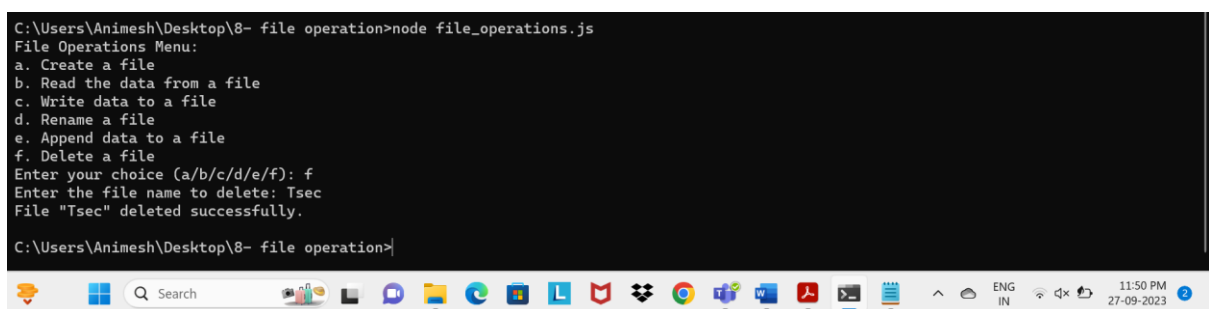 C:\Users\Animesh\Desktop\8- file operation>node file_operations.js
File Operations Menu:
a. Create a file
b. Read the data from a file
c. Write data to a file
d. Rename a file
e. Append data to a file
f. Delete a file
Enter your choice (a/b/c/d/e/f): f
Enter the file name to delete: Tsec
File "Tsec" deleted successfully.
C:\Users\Animesh\Desktop\8- file operation>
Search
L
W
ENG
IN
11:50 PM
27-09-2023
2